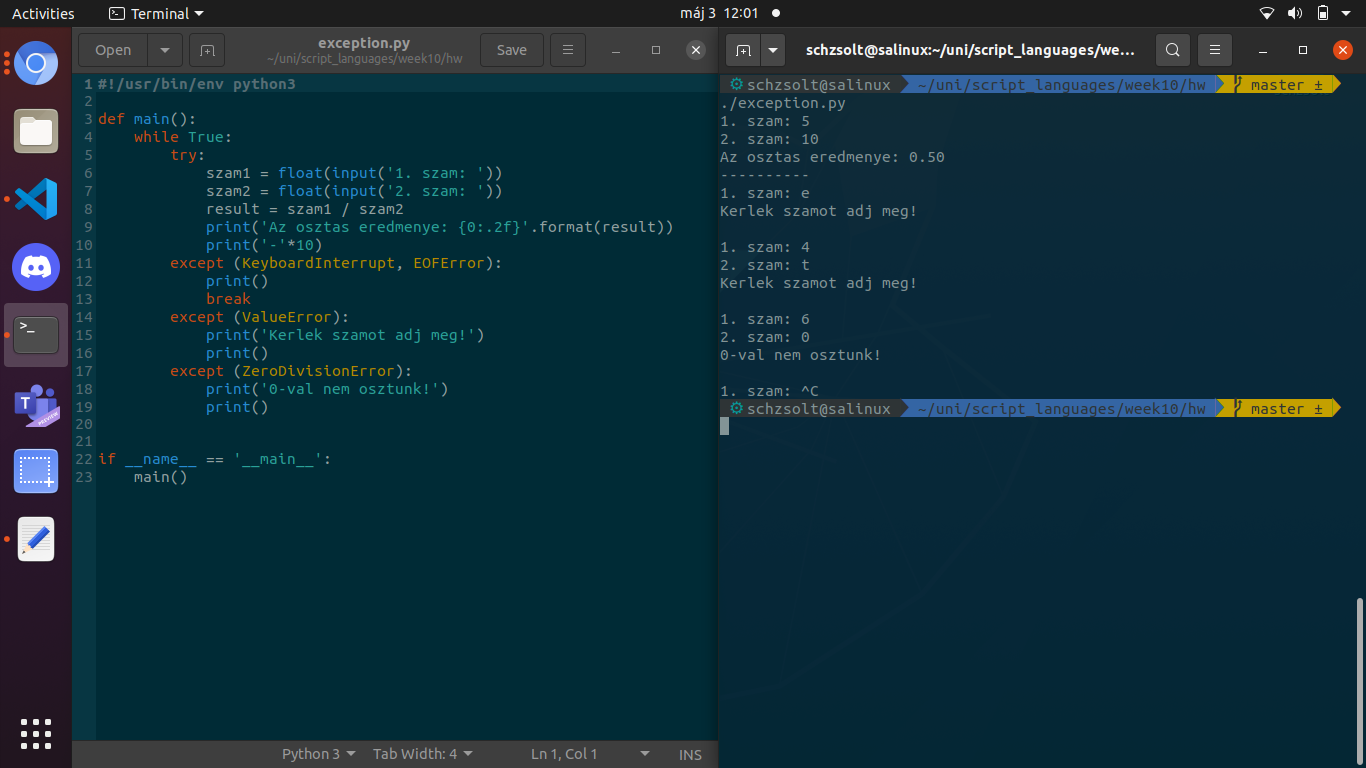 Activities
Terminal
máj 3 12:01
Open
exception.py
~/uni/script_languages/week10/hw
Save
schzsolt@salinux:~/uni/script_languages/we…
1 #!/usr/bin/env python3
2
3 def main():
4     while True:
5         try:
6             szam1 = float(input('1. szam: '))
7             szam2 = float(input('2. szam: '))
8             result = szam1 / szam2
9             print('Az osztas eredmenye: {0:.2f}'.format(result))
10             print('-'*10)
11         except (KeyboardInterrupt, EOFError):
12             print()
13             break
14         except (ValueError):
15             print('Kerlek szamot adj meg!')
16             print()
17         except (ZeroDivisionError):
18             print('0-val nem osztunk!')
19             print()
20
21
22 if __name__ == '__main__':
23     main()
Python 3
Tab Width: 4
Ln 1, Col 1
INS
schzsolt@salinux ~/uni/script_languages/week10/hw master ±
./exception.py
1. szam: 5
2. szam: 10
Az osztas eredmenye: 0.50
----------
1. szam: e
Kerlek szamot adj meg!
1. szam: 4
2. szam: t
Kerlek szamot adj meg!
1. szam: 6
2. szam: 0
0-val nem osztunk!
1. szam: ^C
schzsolt@salinux ~/uni/script_languages/week10/hw master ±
>_
T
PREVIEW